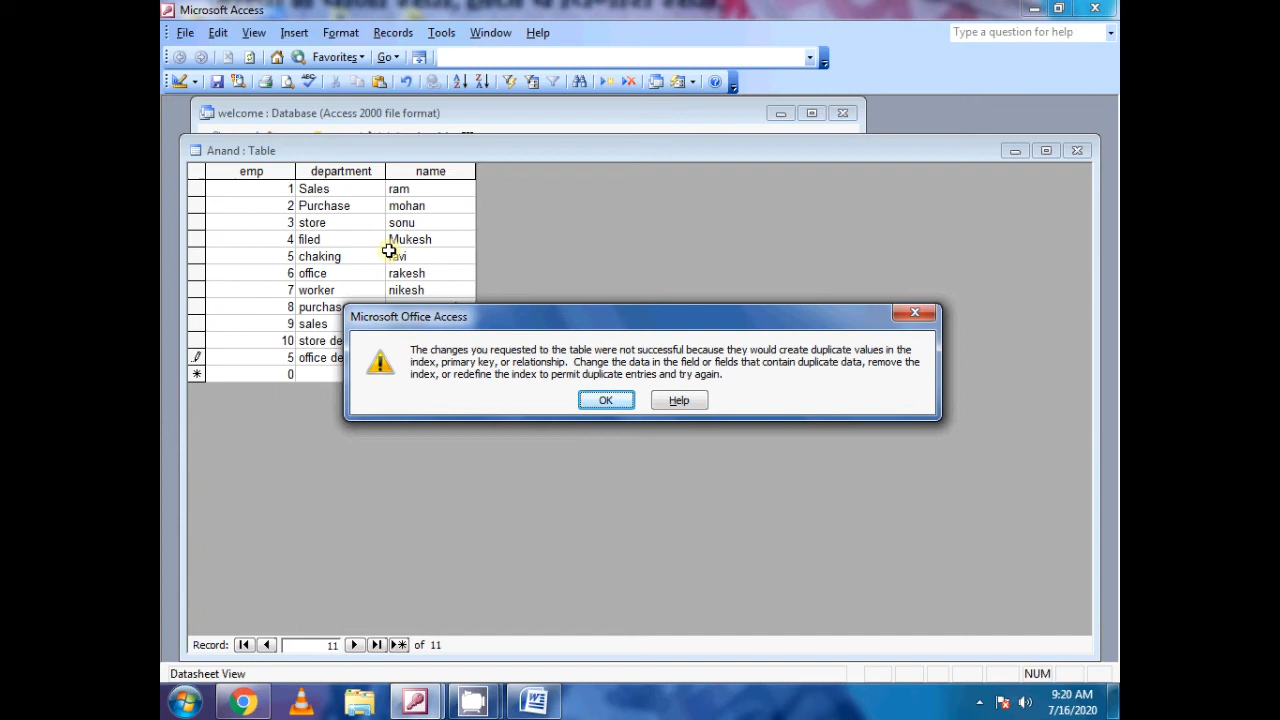 Microsoft Access
File Edit View Insert Format Records Tools Window Help
Type a question for help
Favorites Go
welcome : Database (Access 2000 file format)
Anand : Table
emp department name
1 Sales ram
2 Purchase mohan
3 store sonu
4 filed Mukesh
5 chaking
6 office rakesh
7 worker nikesh
8 purchas
9 sales
10 store de
5 office de
0
Microsoft Office Access
The changes you requested to the table were not successful because they would create duplicate values in the
index, primary key, or relationship. Change the data in the field or fields that contain duplicate data, remove the
index, or redefine the index to permit duplicate entries and try again.
OK Help
Record: 11 of 11
Datasheet View NUM
9:20 AM
7/16/2020